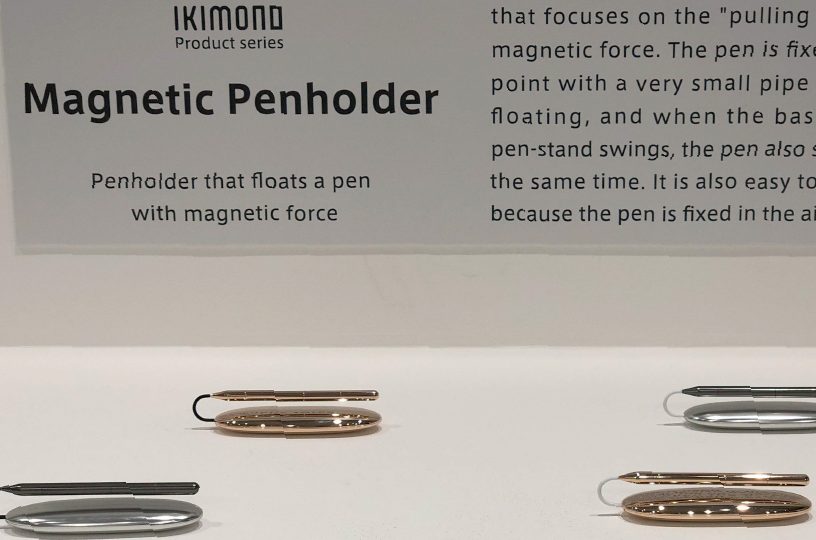 IKIMONO
Product series
Magnetic Penholder
Penholder that floats a pen
with magnetic force
that focuses on the "pulling
magnetic force. The pen is
point with a very small pipe
floating, and when the
pen-stand swings, the pen also
the same time. It is also easy to
because the pen is fixed in the